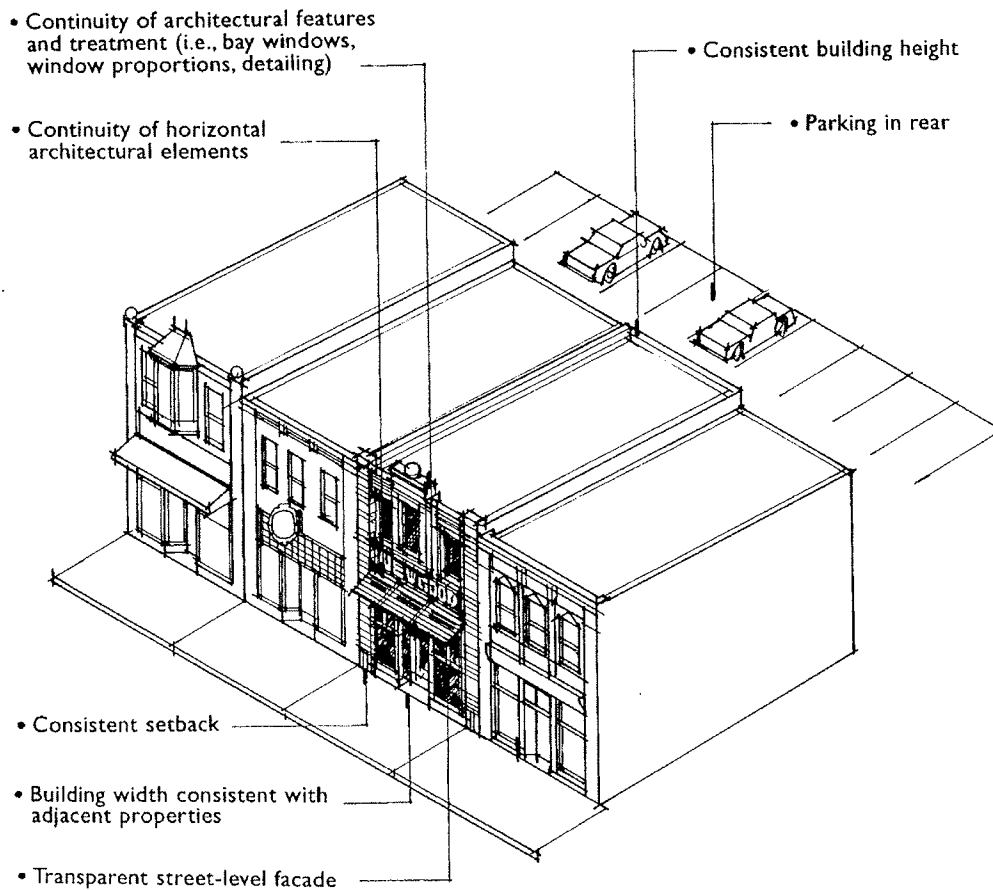 • Continuity of architectural features
and treatment (i.e., bay windows,
window proportions, detailing)
• Consistent building height
• Continuity of horizontal
architectural elements
• Parking in rear
• Consistent setback
• Building width consistent with
adjacent properties
• Transparent street-level facade